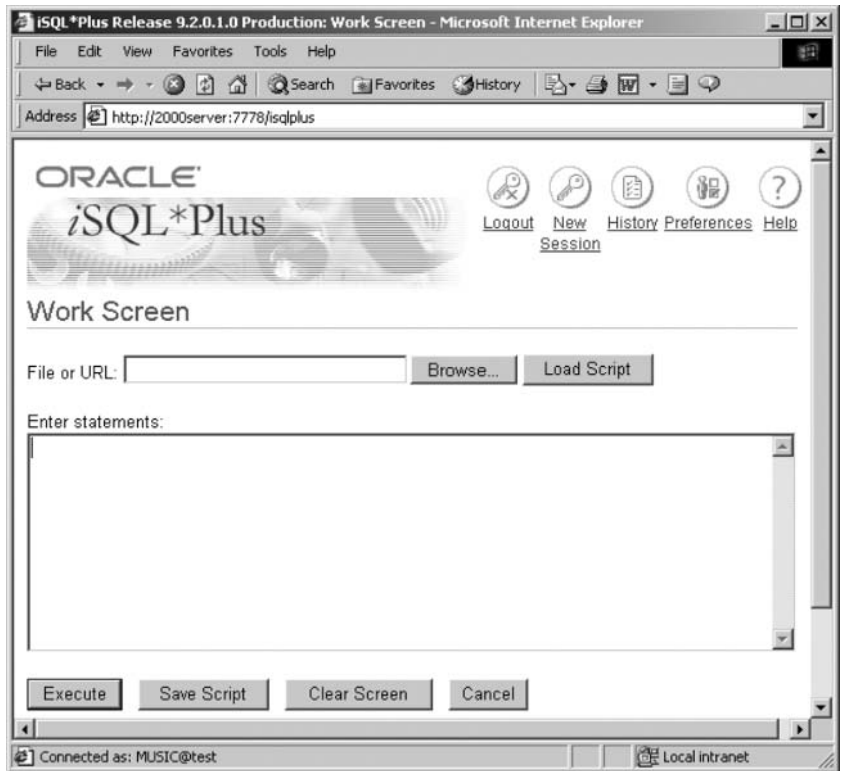 iSQL*Plus Release 9.2.0.1.0 Production: Work Screen - Microsoft Internet Explorer
File Edit View Favorites Tools Help
Back Search Favorites History
Address http://2000server:7778/isqlplus
ORACLE
iSQL*Plus
Logout New Session History Preferences Help
Work Screen
File or URL: Browse... Load Script
Enter statements:
Execute Save Script Clear Screen Cancel
Connected as: MUSIC@test Local intranet